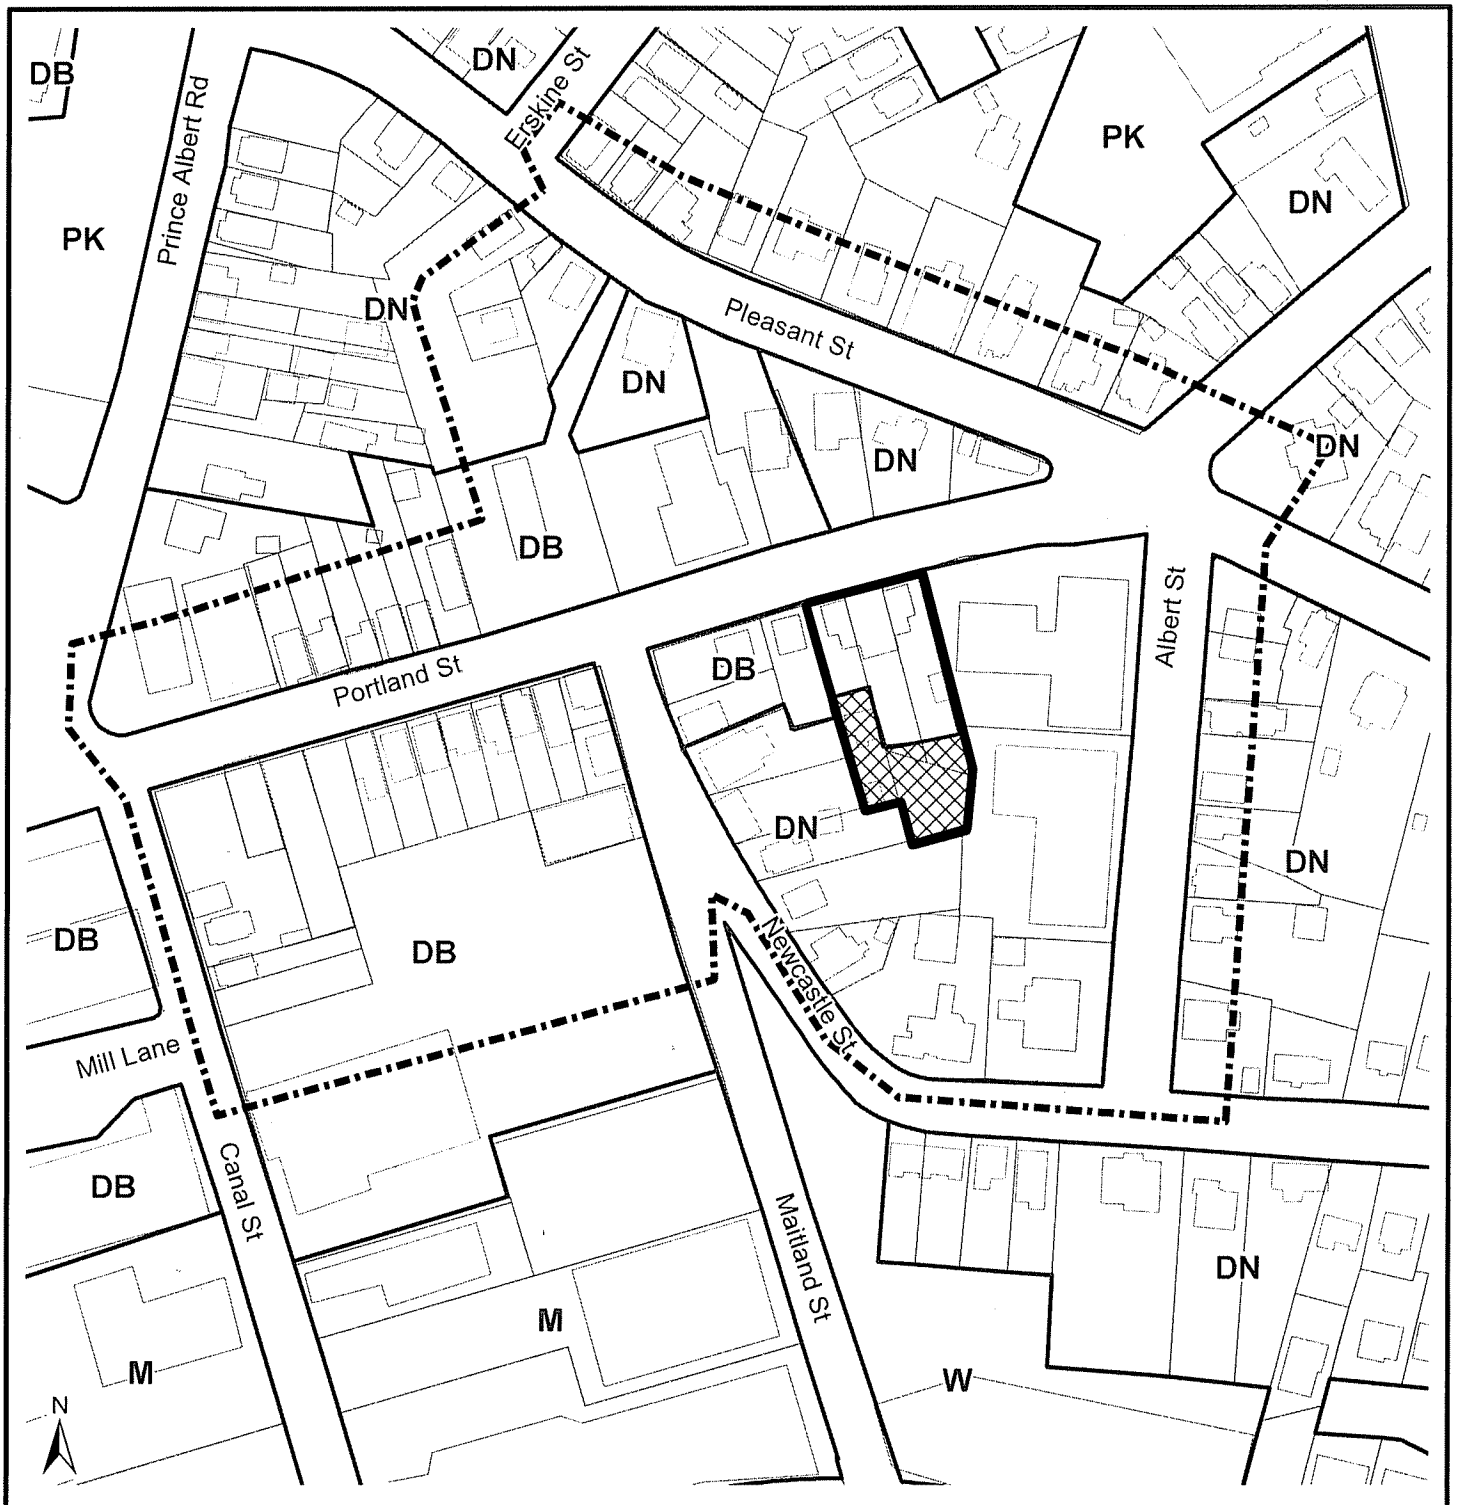 DB
DN
Erskine St
Prince Albert Rd
PK
DN
PK
DN
DN
Pleasant St
DN
DN
DN
DB
Albert St
Portland St
DB
DN
DN
DB
DB
Newcastle St
Mill Lane
DB
Canal St
Maitland St
DN
M
M
W
N